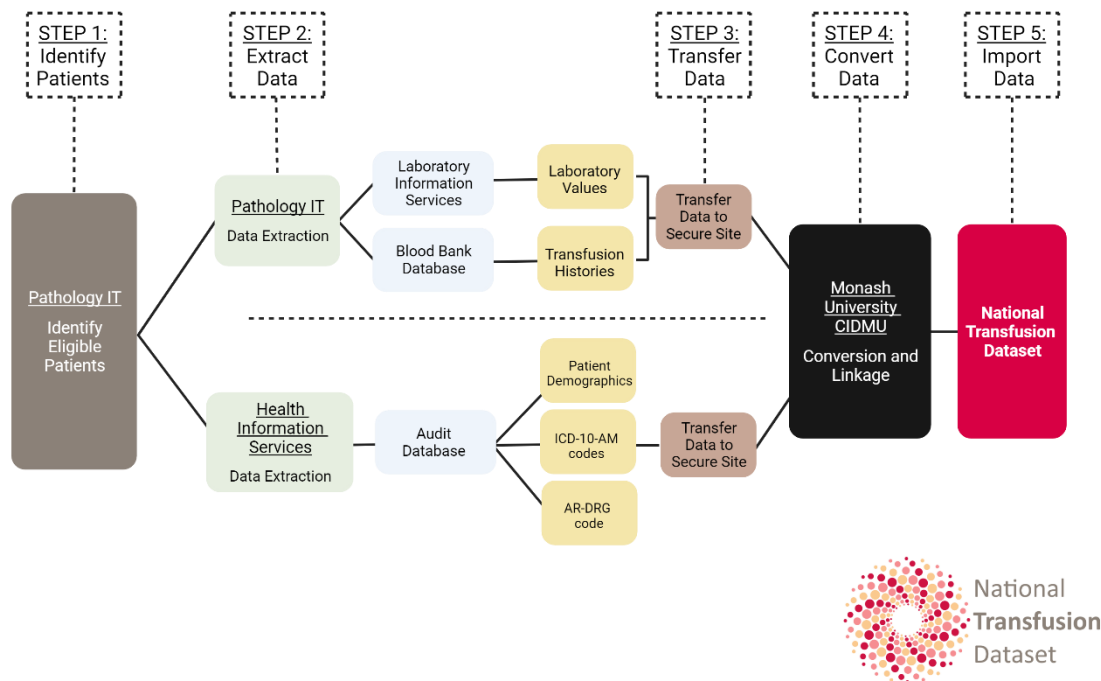 STEP 1:
Identify
Patients
STEP 2:
Extract
Data
STEP 3:
Transfer
Data
STEP 4:
Convert
Data
STEP 5:
Import
Data
Pathology IT
Identify
Eligible
Patients
Pathology IT
Data Extraction
Laboratory
Information
Services
Laboratory
Values
Blood Bank
Database
Transfusion
Histories
Transfer
Data to
Secure Site
Health
Information
Services
Data Extraction
Audit
Database
Patient
Demographics
ICD-10-AM
codes
AR-DRG
code
Transfer
Data to
Secure Site
Monash
University
CIDMU
Conversion and
Linkage
National
Transfusion
Dataset
National
Transfusion
Dataset